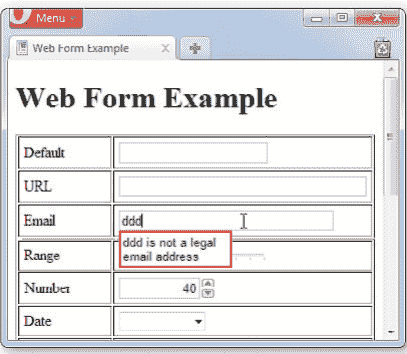 Menu
Web Form Example
Web Form Example
Default
URL
Email ddd
ddd is not a legal
email address
Range
Number 40
Date